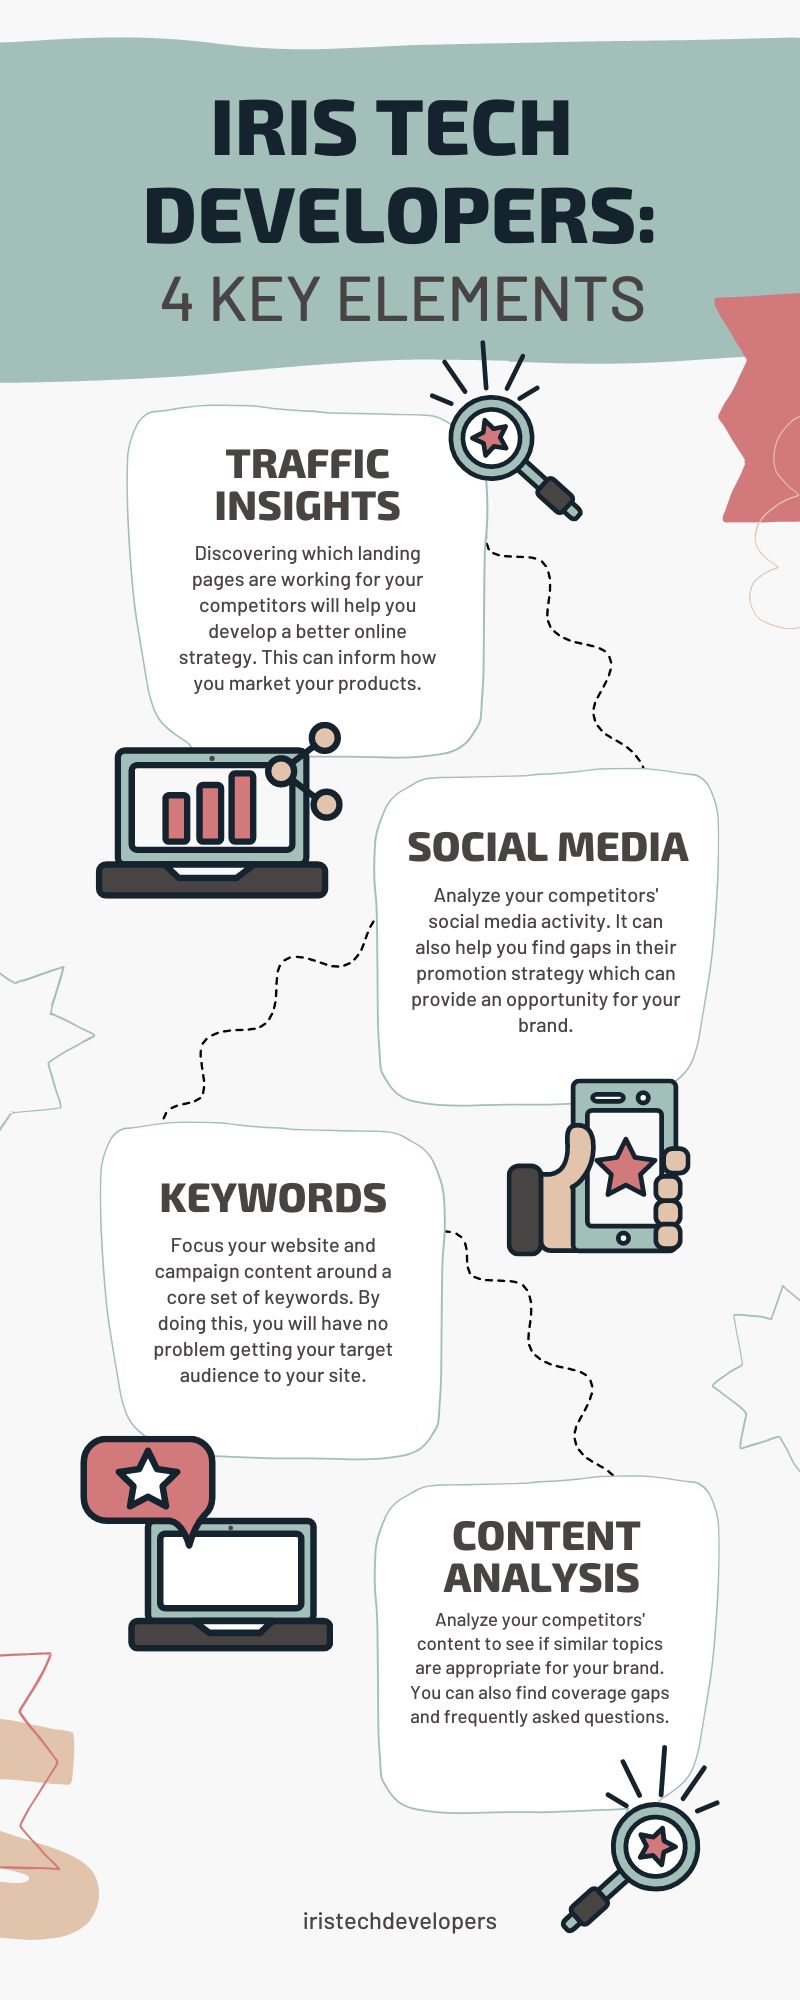 IRIS TECH
DEVELOPERS:
4 KEY ELEMENTS
TRAFFIC
INSIGHTS
Discovering which landing
pages are working for your
competitors will help you
develop a better online
strategy. This can inform how
you market your products.
SOCIAL MEDIA
Analyze your competitors'
social media activity. It can
also help you find gaps in their
promotion strategy which can
provide an opportunity for your
brand.
KEYWORDS
Focus your website and
campaign content around a
core set of keywords. By
doing this, you will have no
problem getting your target
audience to your site.
CONTENT
ANALYSIS
Analyze your competitors'
content to see if similar topics
are appropriate for your brand.
You can also find coverage gaps
and frequently asked questions.
iristechdevelopers